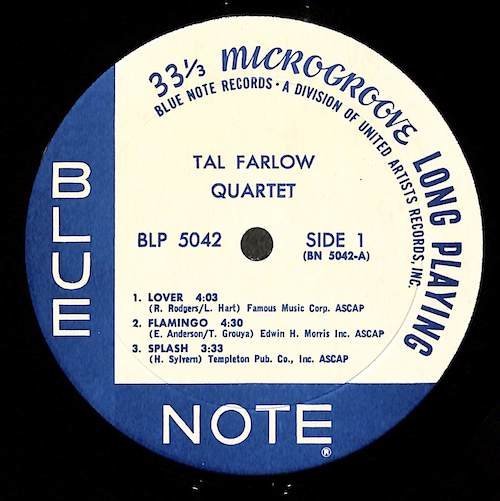 33⅓ MICROGROOVE LONG PLAYING
BLUE NOTE RECORDS • A DIVISION OF UNITED ARTISTS RECORDS, INC.
TAL FARLOW
QUARTET
BLP 5042
SIDE 1
(BN 5042-A)
1. LOVER 4:03
(R. Rodgers/L. Hart) Famous Music Corp. ASCAP
2. FLAMINGO 4:30
(E. Anderson/T. Grouya) Edwin H. Morris Inc. ASCAP
3. SPLASH 3:33
(H. Sylvern) Templeton Pub. Co., Inc. ASCAP
BLUE
NOTE®